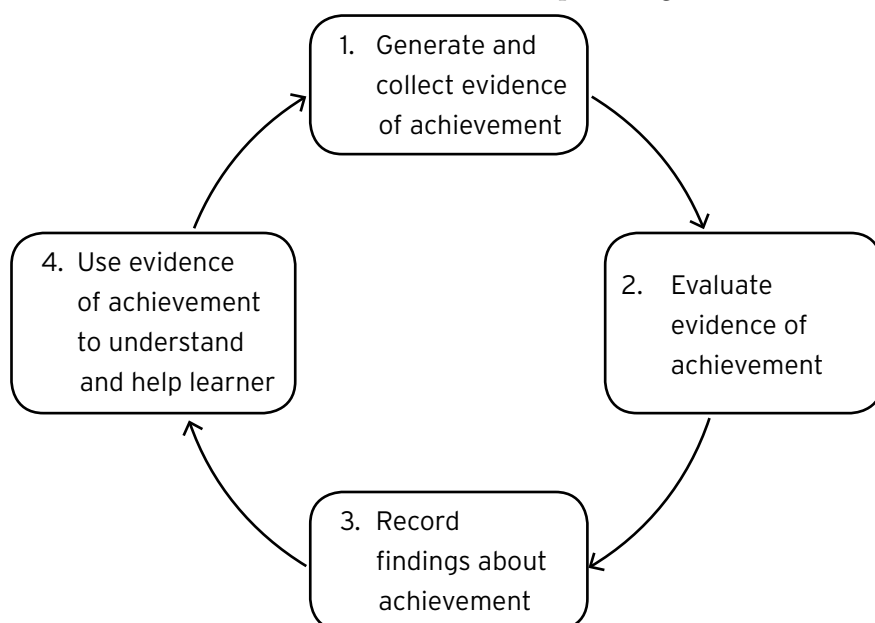 1. Generate and
collect evidence
of achievement
2. Evaluate
evidence of
achievement
3. Record
findings about
achievement
4. Use evidence
of achievement
to understand
and help learner